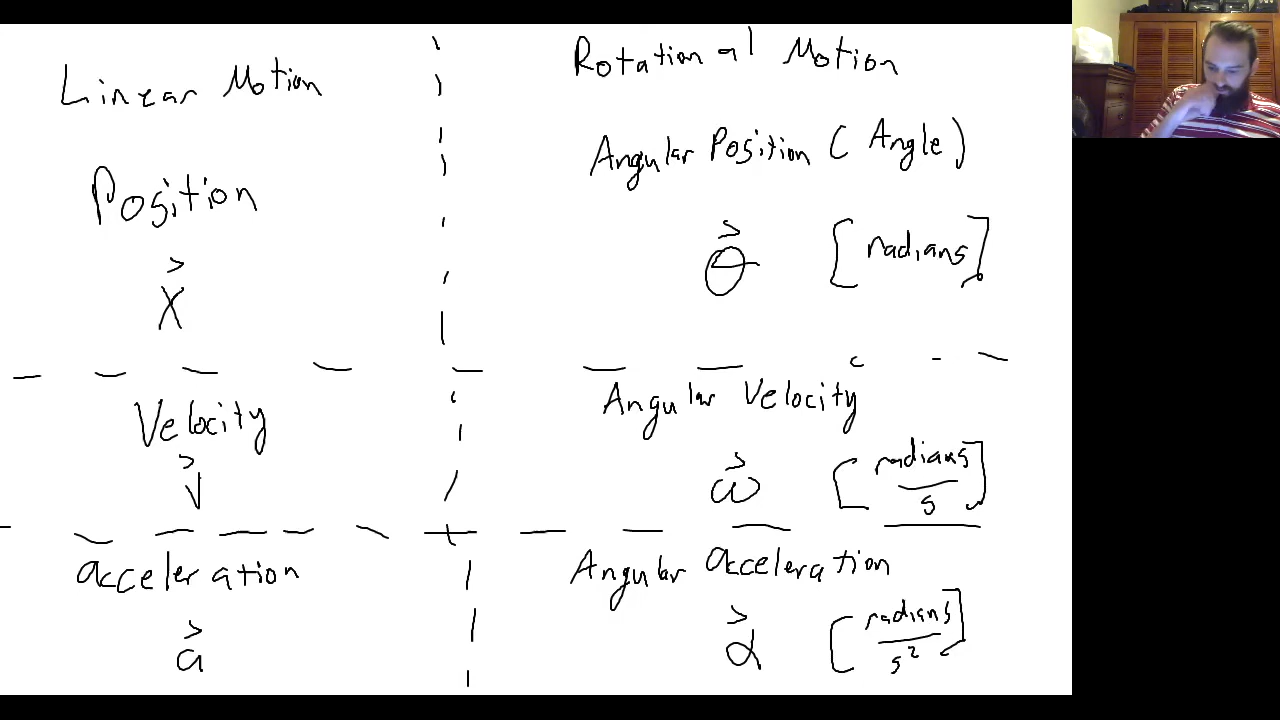 Linear Motion
Rotational Motion
Position
Angular Position (Angle)
x⃗
θ⃗ [radians]
Velocity
Angular Velocity
v⃗
ω⃗ [radians/s]
acceleration
Angular acceleration
a⃗
α⃗ [radians/s²]